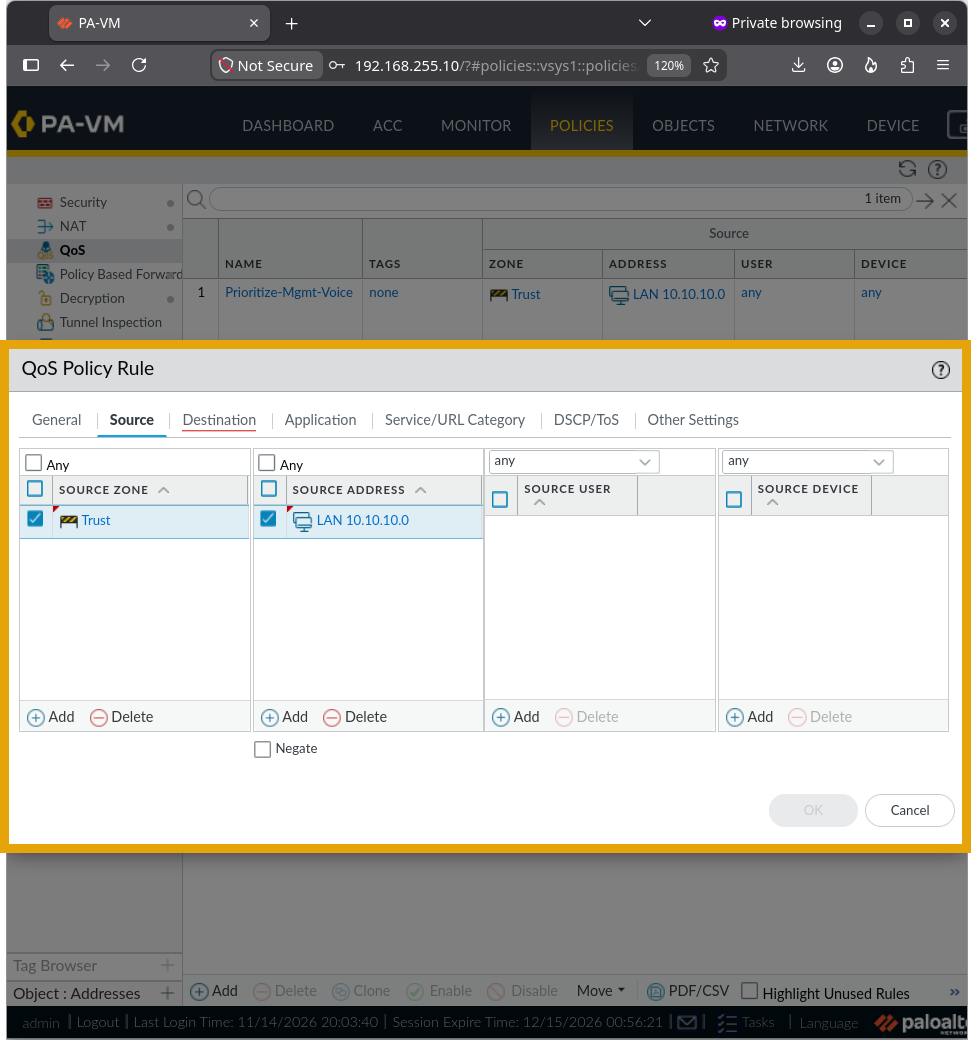 PA-VM
Private browsing
Not Secure 192.168.255.10/?#policies::vsys1::policies 120%
PA-VM DASHBOARD ACC MONITOR POLICIES OBJECTS NETWORK DEVICE
Security
NAT
QoS
Policy Based Forward
Decryption
Tunnel Inspection
1 item
Source
NAME TAGS ZONE ADDRESS USER DEVICE
1 Prioritize-Mgmt-Voice none Trust LAN 10.10.10.0 any any
QoS Policy Rule
General Source Destination Application Service/URL Category DSCP/ToS Other Settings
Any Any any any
SOURCE ZONE SOURCE ADDRESS SOURCE USER SOURCE DEVICE
Trust LAN 10.10.10.0
Add Delete Add Delete Add Delete Add Delete
Negate
OK Cancel
Tag Browser
Object : Addresses
Add Delete Clone Enable Disable Move PDF/CSV Highlight Unused Rules »
admin | Logout | Last Login Time: 11/14/2026 20:03:40 | Session Expire Time: 12/15/2026 00:56:21 | Tasks | Language paloalt
NETWOR